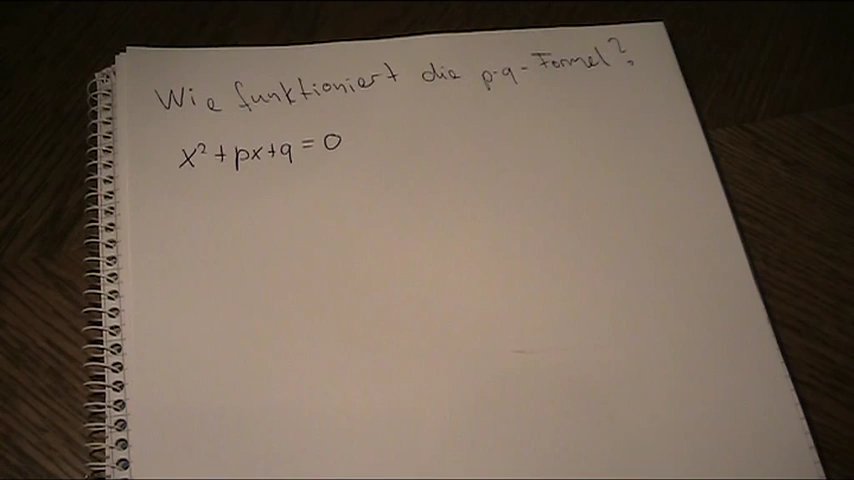 Wie funktioniert die p-q-Formel?
x² + px + q = 0